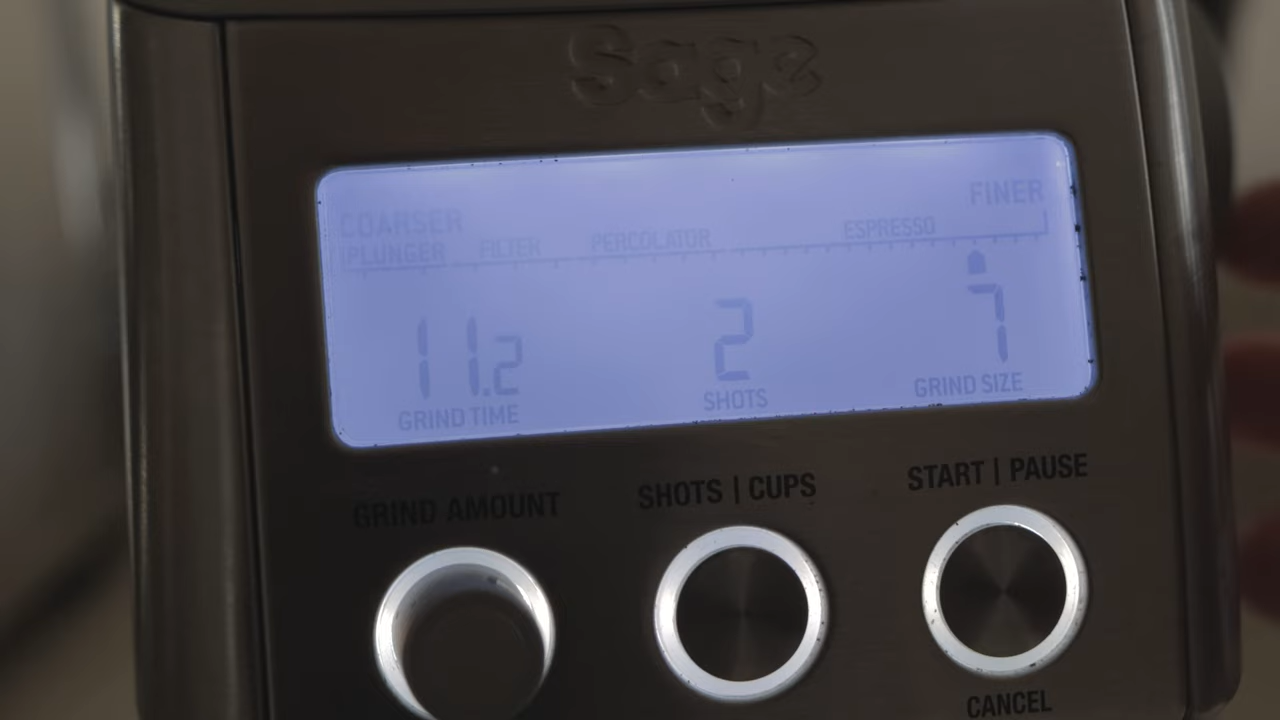 Sage
COARSER FINER
PLUNGER FILTER PERCOLATOR ESPRESSO
11.2 2 7
GRIND TIME SHOTS GRIND SIZE
GRIND AMOUNT SHOTS | CUPS START | PAUSE
CANCEL